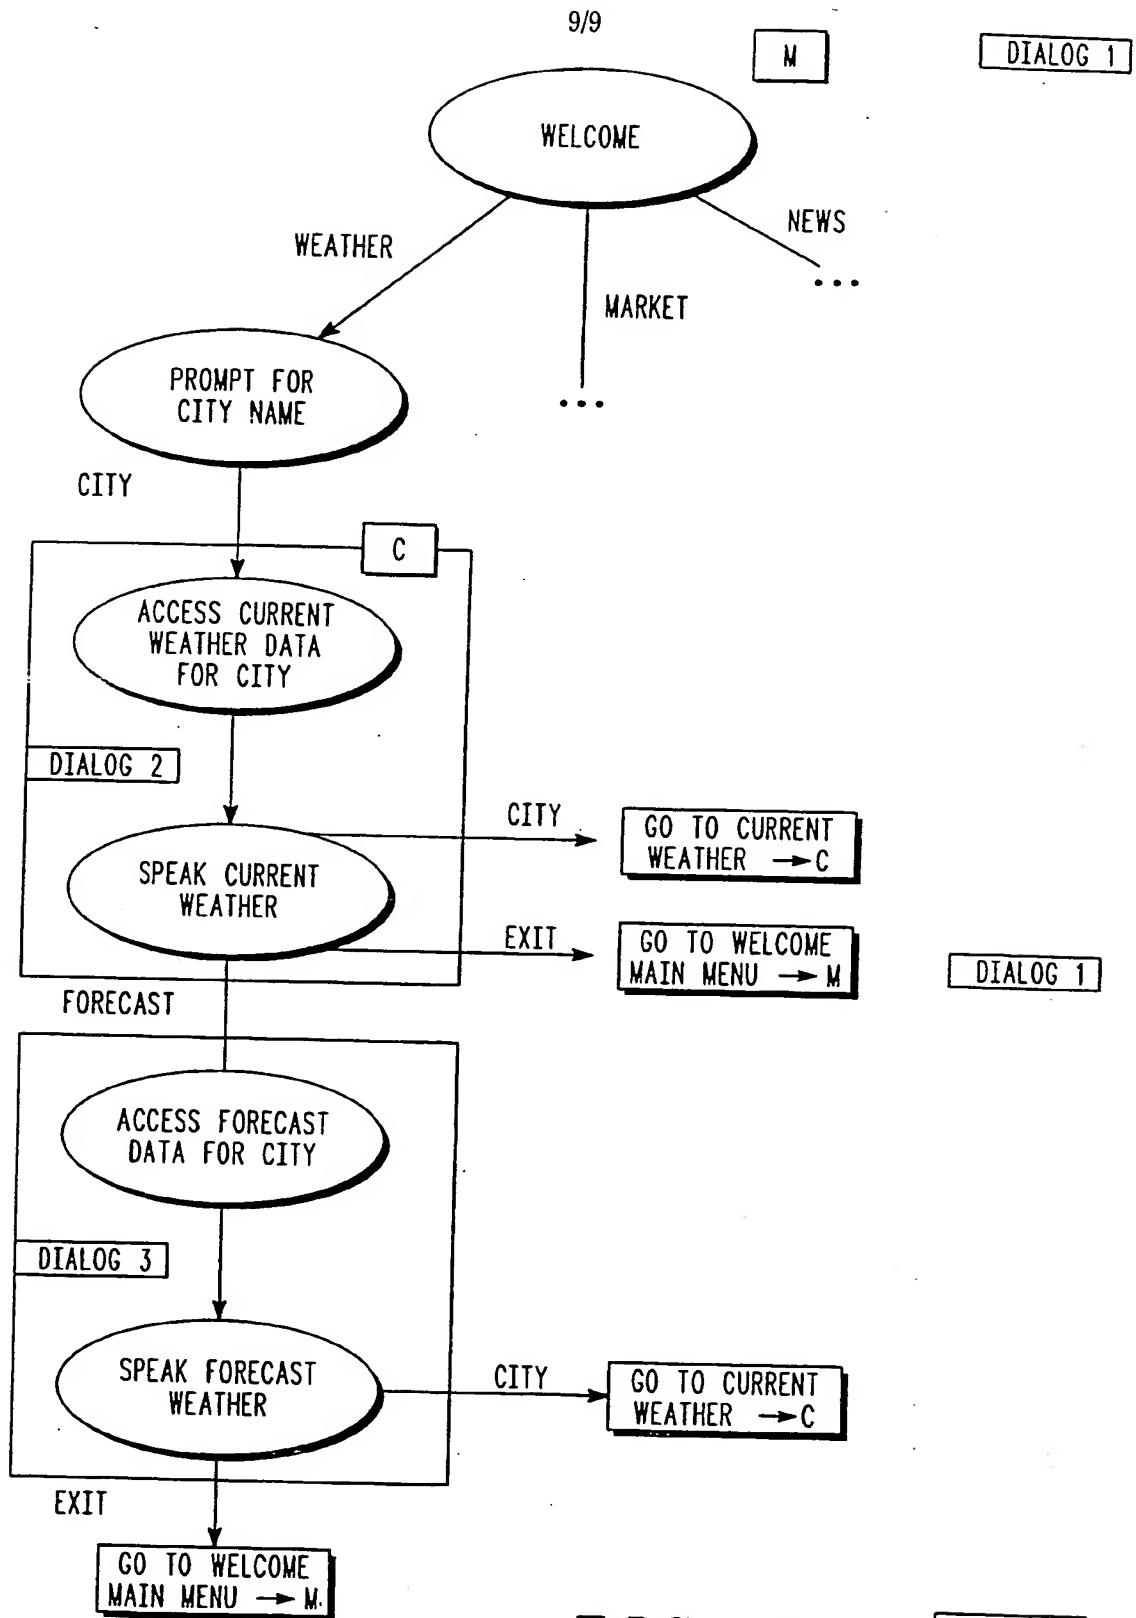 9/9
M
DIALOG 1
WELCOME
WEATHER
NEWS
MARKET
PROMPT FOR
CITY NAME
CITY
C
ACCESS CURRENT
WEATHER DATA
FOR CITY
DIALOG 2
SPEAK CURRENT
WEATHER
CITY
GO TO CURRENT
WEATHER → C
EXIT
GO TO WELCOME
MAIN MENU → M
DIALOG 1
FORECAST
ACCESS FORECAST
DATA FOR CITY
DIALOG 3
SPEAK FORECAST
WEATHER
CITY
GO TO CURRENT
WEATHER → C
EXIT
GO TO WELCOME
MAIN MENU → M